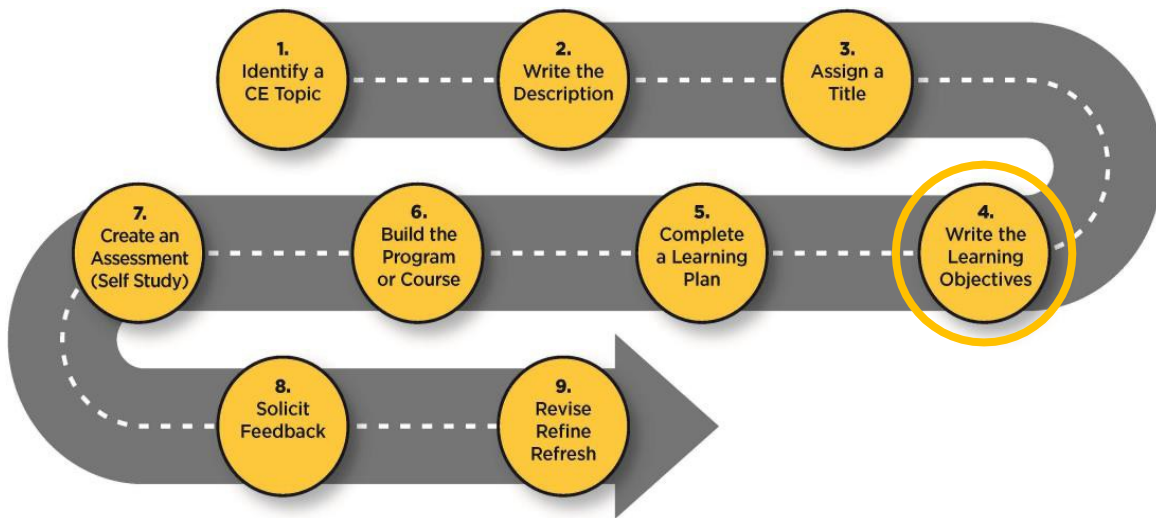 1.
Identify a
CE Topic
2.
Write the
Description
3.
Assign a
Title
4.
Write the
Learning
Objectives
5.
Complete
a Learning
Plan
6.
Build the
Program
or Course
7.
Create an
Assessment
(Self Study)
8.
Solicit
Feedback
9.
Revise
Refine
Refresh